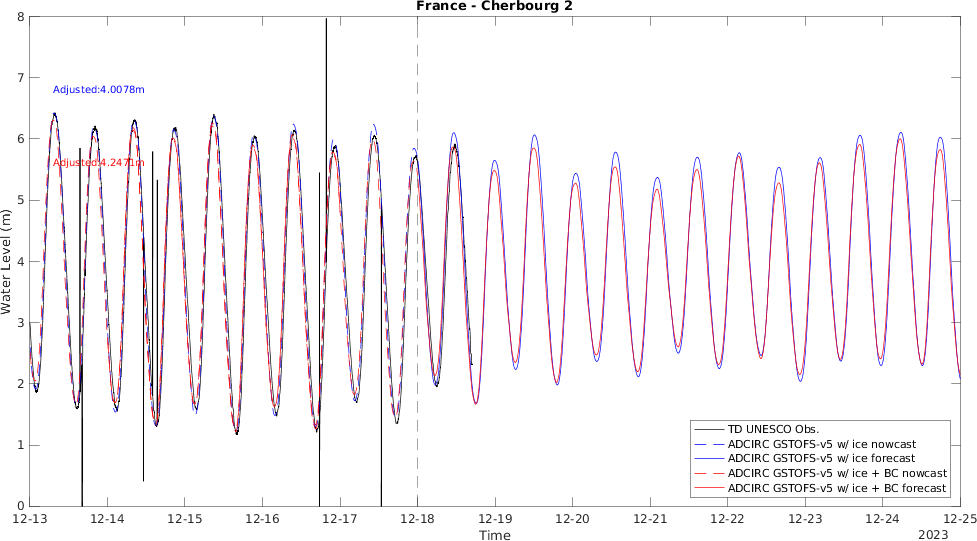 France - Cherbourg 2
8
7
6
5
4
3
2
1
0
Water Level (m)
Adjusted:4.0078m
Adjusted:4.2471m
TD UNESCO Obs.
ADCIRC GSTOFS-v5 w/ ice nowcast
ADCIRC GSTOFS-v5 w/ ice forecast
ADCIRC GSTOFS-v5 w/ ice + BC nowcast
ADCIRC GSTOFS-v5 w/ ice + BC forecast
12-13 12-14 12-15 12-16 12-17 12-18 12-19 12-20 12-21 12-22 12-23 12-24 12-25
Time
2023